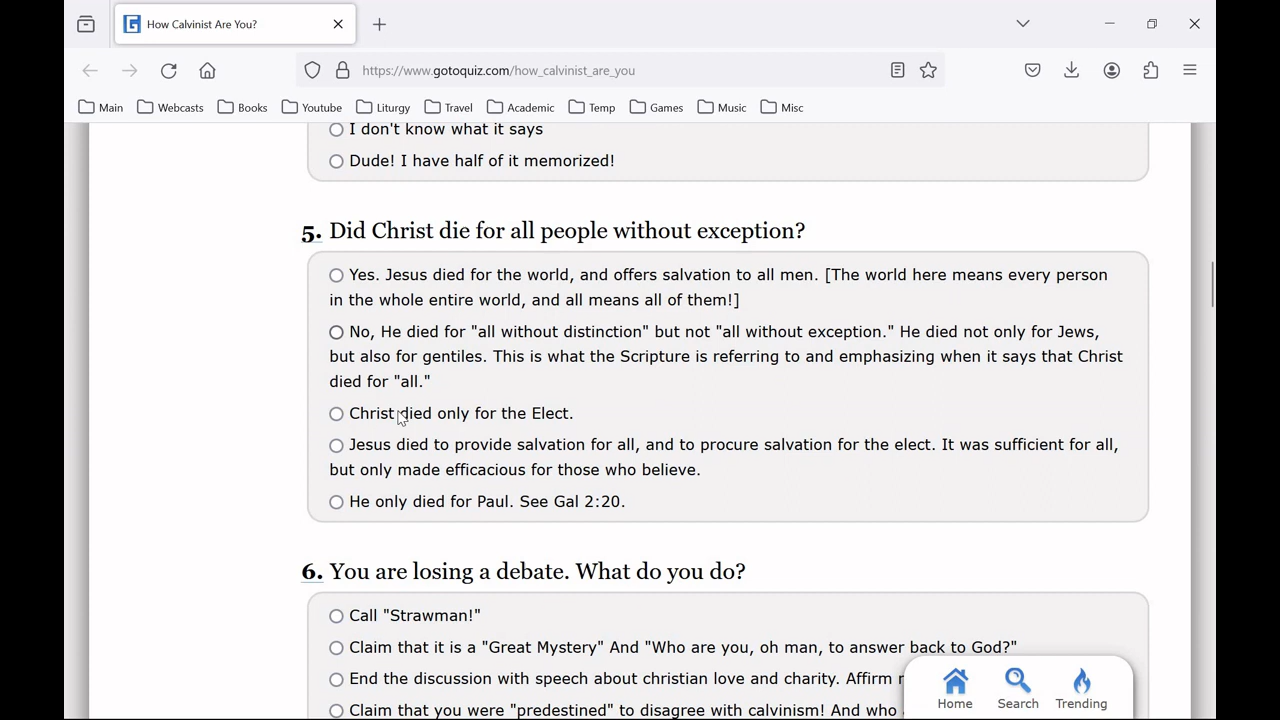 How Calvinist Are You?
https://www.gotoquiz.com/how_calvinist_are_you
Main Webcasts Books Youtube Liturgy Travel Academic Temp Games Music Misc
I don't know what it says
Dude! I have half of it memorized!
5. Did Christ die for all people without exception?
Yes. Jesus died for the world, and offers salvation to all men. [The world here means every person
in the whole entire world, and all means all of them!]
No, He died for "all without distinction" but not "all without exception." He died not only for Jews,
but also for gentiles. This is what the Scripture is referring to and emphasizing when it says that Christ
died for "all."
Christ died only for the Elect.
Jesus died to provide salvation for all, and to procure salvation for the elect. It was sufficient for all,
but only made efficacious for those who believe.
He only died for Paul. See Gal 2:20.
6. You are losing a debate. What do you do?
Call "Strawman!"
Claim that it is a "Great Mystery" And "Who are you, oh man, to answer back to God?"
End the discussion with speech about christian love and charity. Affirm
Claim that you were "predestined" to disagree with calvinism! And who
Home Search Trending